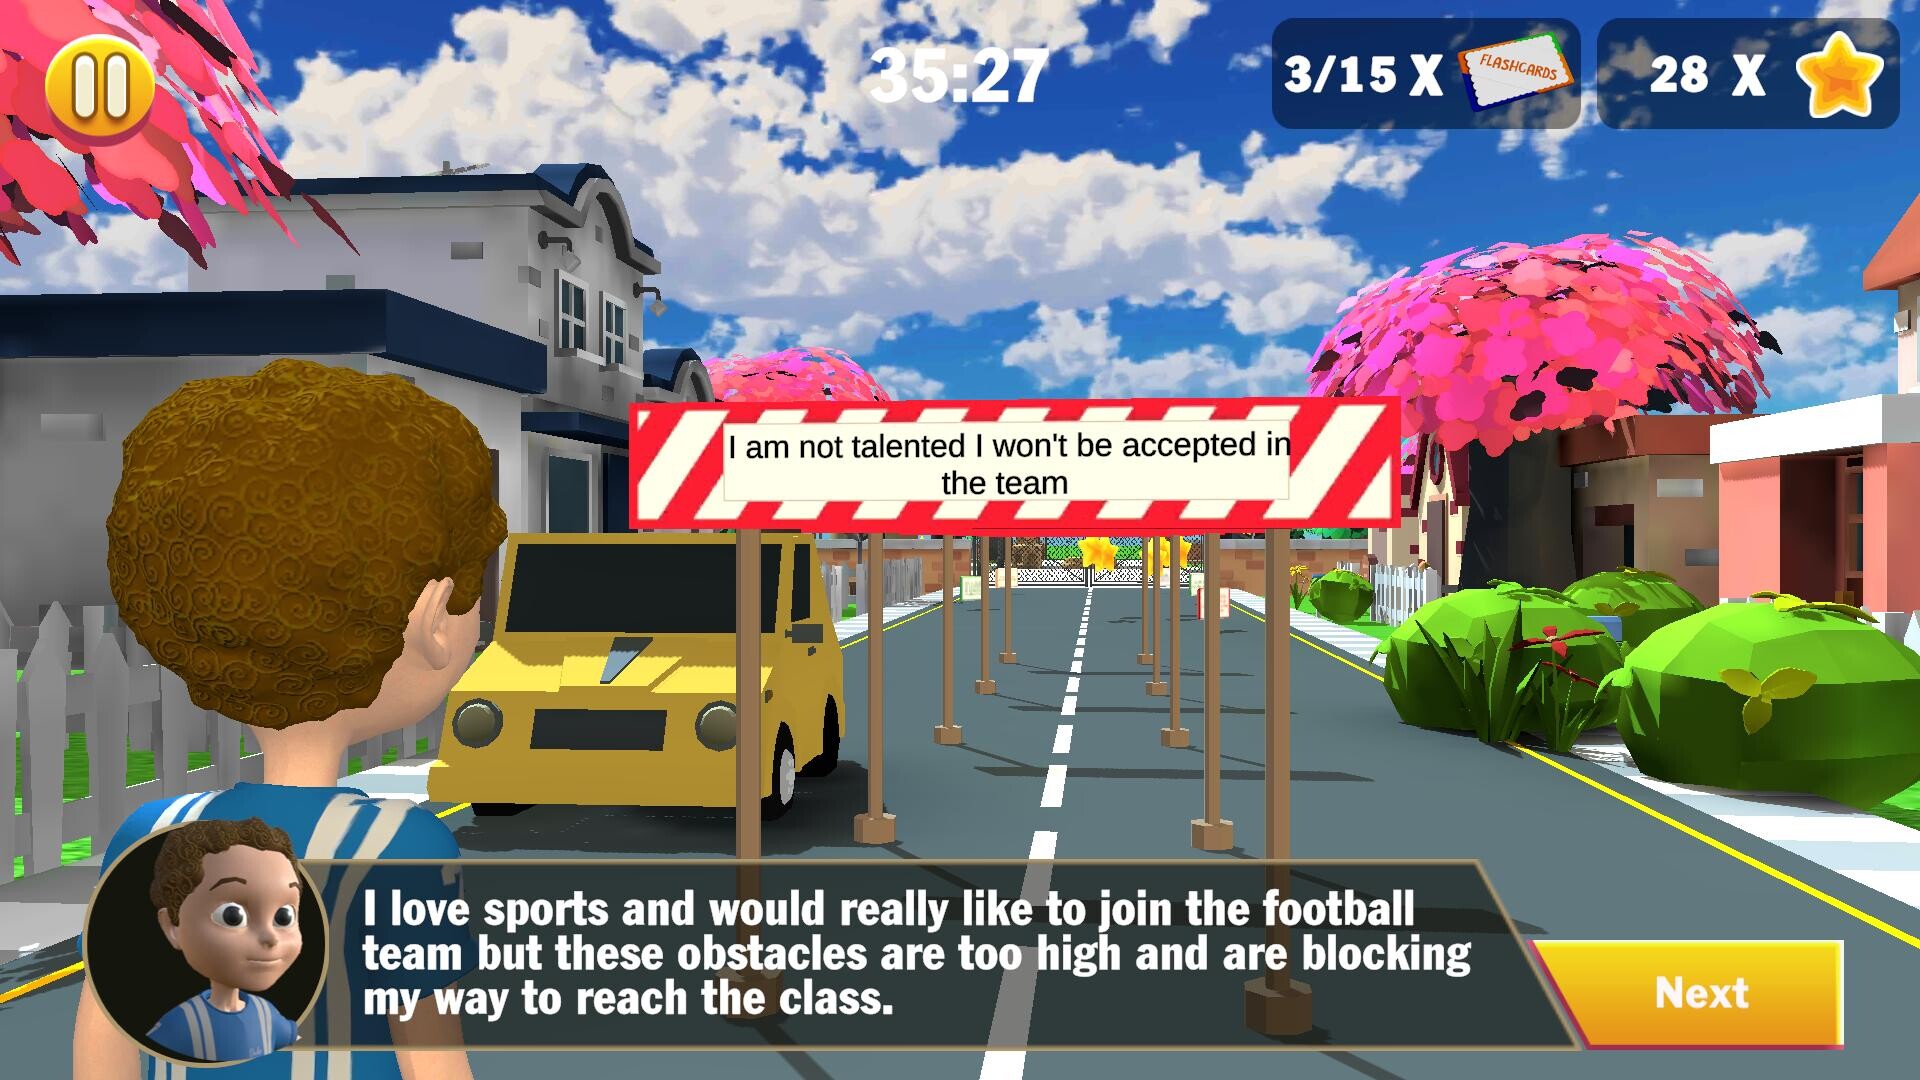 35:27
3/15 X
FLASHCARDS
28 X
I am not talented I won't be accepted in
the team
I love sports and would really like to join the football
team but these obstacles are too high and are blocking
my way to reach the class.
Next